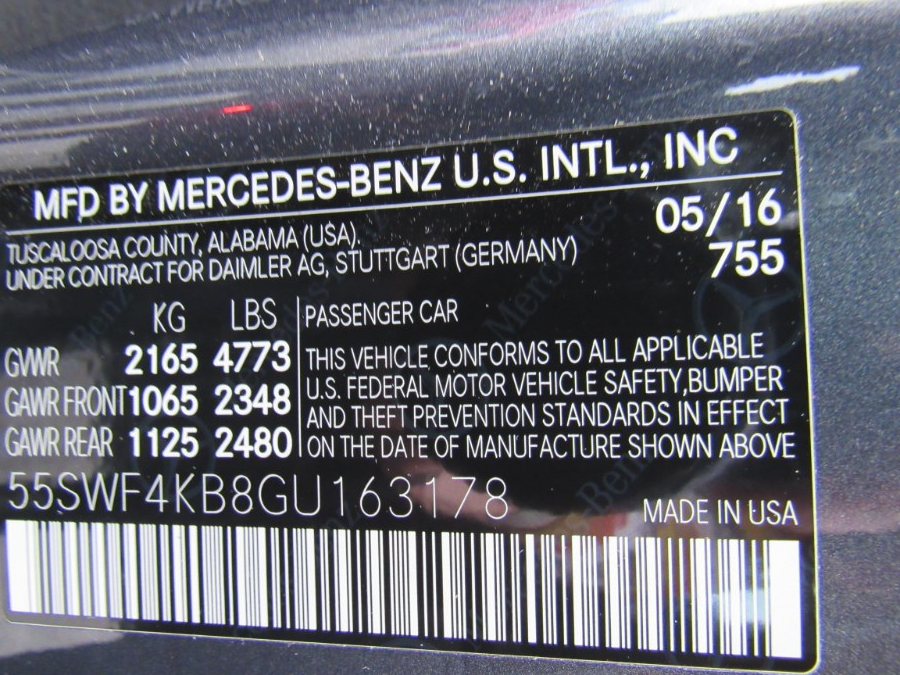 MFD BY MERCEDES-BENZ U.S. INTL., INC
TUSCALOOSA COUNTY, ALABAMA (USA).
UNDER CONTRACT FOR DAIMLER AG, STUTTGART (GERMANY)
05/16
755
KG LBS
GWWR 2165 4773
GAWR FRONT 1065 2348
GAWR REAR 1125 2480
PASSENGER CAR
THIS VEHICLE CONFORMS TO ALL APPLICABLE
U.S. FEDERAL MOTOR VEHICLE SAFETY,BUMPER
AND THEFT PREVENTION STANDARDS IN EFFECT
ON THE DATE OF MANUFACTURE SHOWN ABOVE
55SWF4KB8GU163178
MADE IN USA